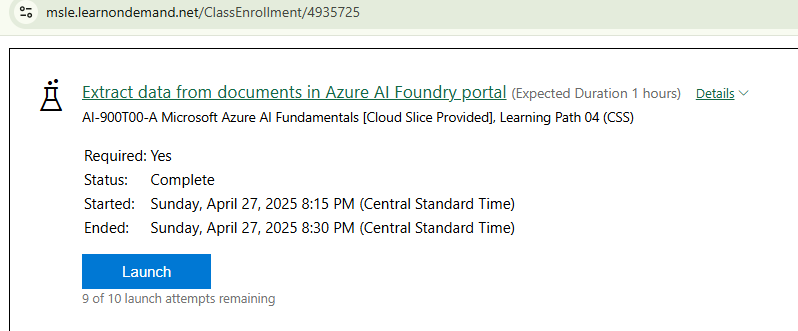 msle.learnondemand.net/ClassEnrollment/4935725
Extract data from documents in Azure AI Foundry portal (Expected Duration 1 hours) Details
AI-900T00-A Microsoft Azure AI Fundamentals [Cloud Slice Provided], Learning Path 04 (CSS)
Required: Yes
Status: Complete
Started: Sunday, April 27, 2025 8:15 PM (Central Standard Time)
Ended: Sunday, April 27, 2025 8:30 PM (Central Standard Time)
Launch
9 of 10 launch attempts remaining